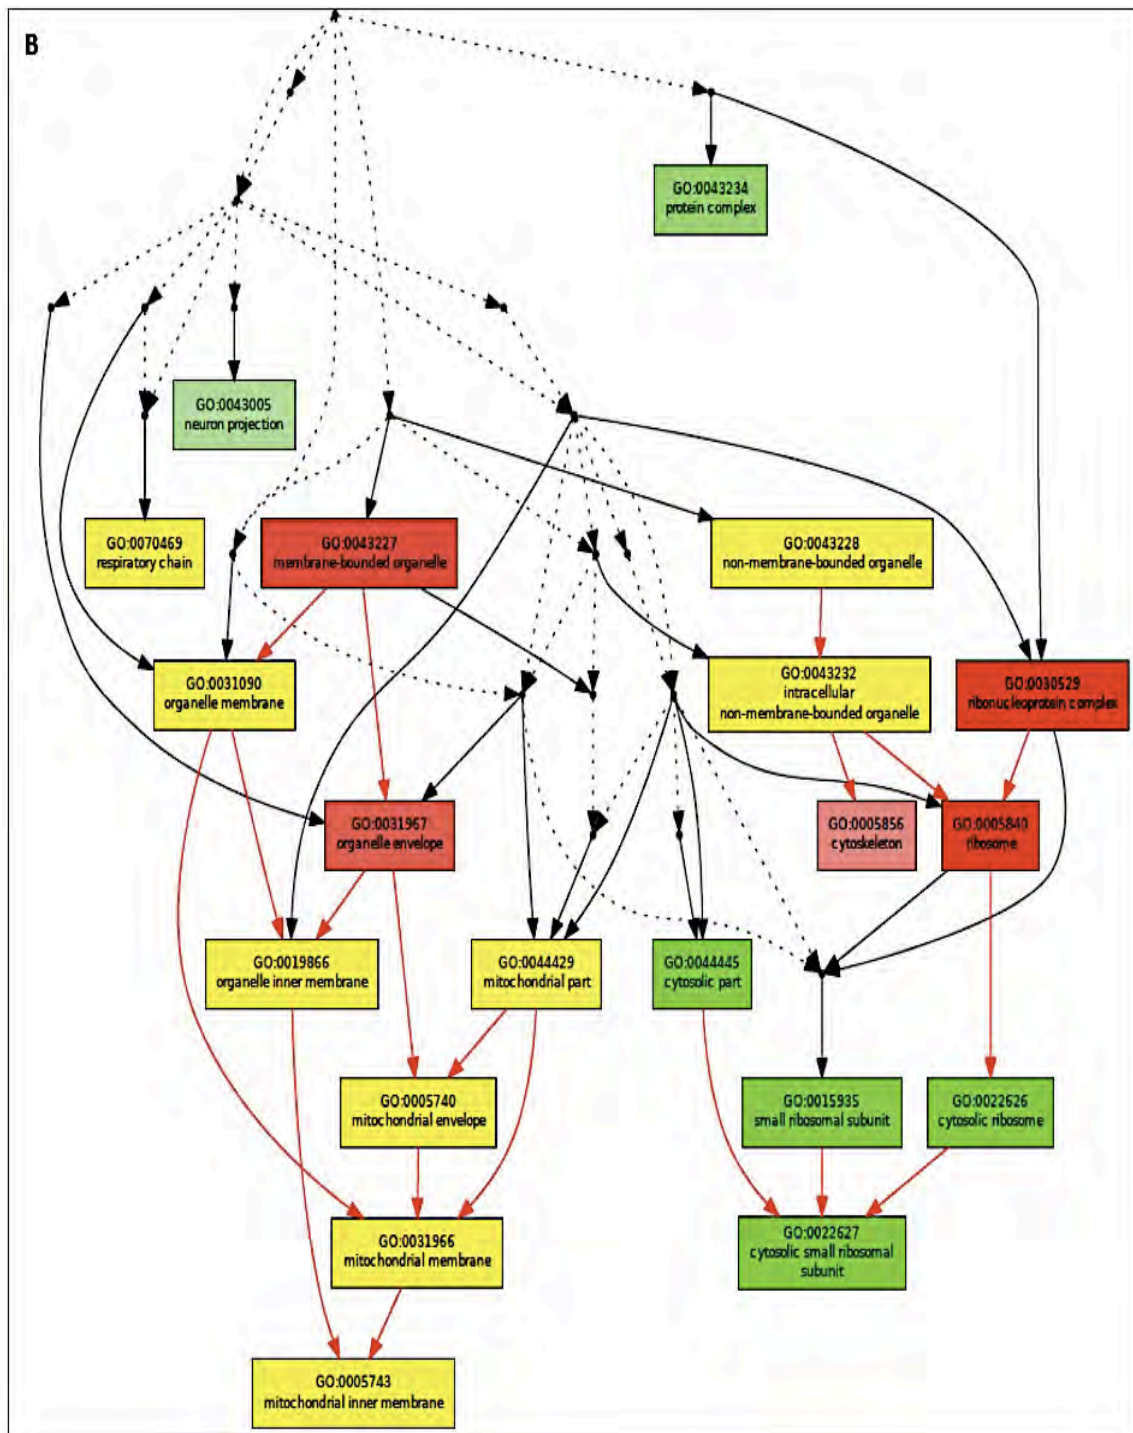 B
GO:0043234
protein complex
GO:0043005
neuron projection
GO:0070469
respiratory chain
GO:0043227
membrane-bounded organelle
GO:0043228
non-membrane-bounded organelle
GO:0031090
organelle membrane
GO:0043232
intracellular
non-membrane-bounded organelle
GO:0030529
ribonucleoprotein complex
GO:0031967
organelle envelope
GO:0005856
cytoskeleton
GO:0005840
ribosome
GO:0019866
organelle inner membrane
GO:0044429
mitochondrial part
GO:0044445
cytosolic part
GO:0005740
mitochondrial envelope
GO:0015935
small ribosomal subunit
GO:0022626
cytosolic ribosome
GO:0031966
mitochondrial membrane
GO:0022627
cytosolic small ribosomal
subunit
GO:0005743
mitochondrial inner membrane